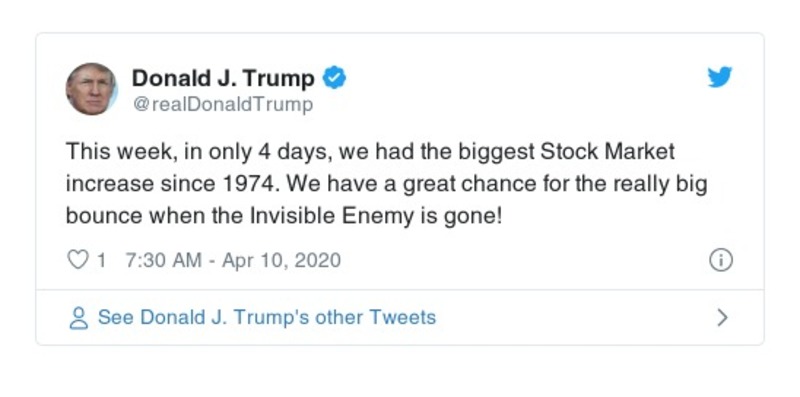 Donald J. Trump
@realDonaldTrump
This week, in only 4 days, we had the biggest Stock Market
increase since 1974. We have a great chance for the really big
bounce when the Invisible Enemy is gone!
1 7:30 AM - Apr 10, 2020
See Donald J. Trump's other Tweets